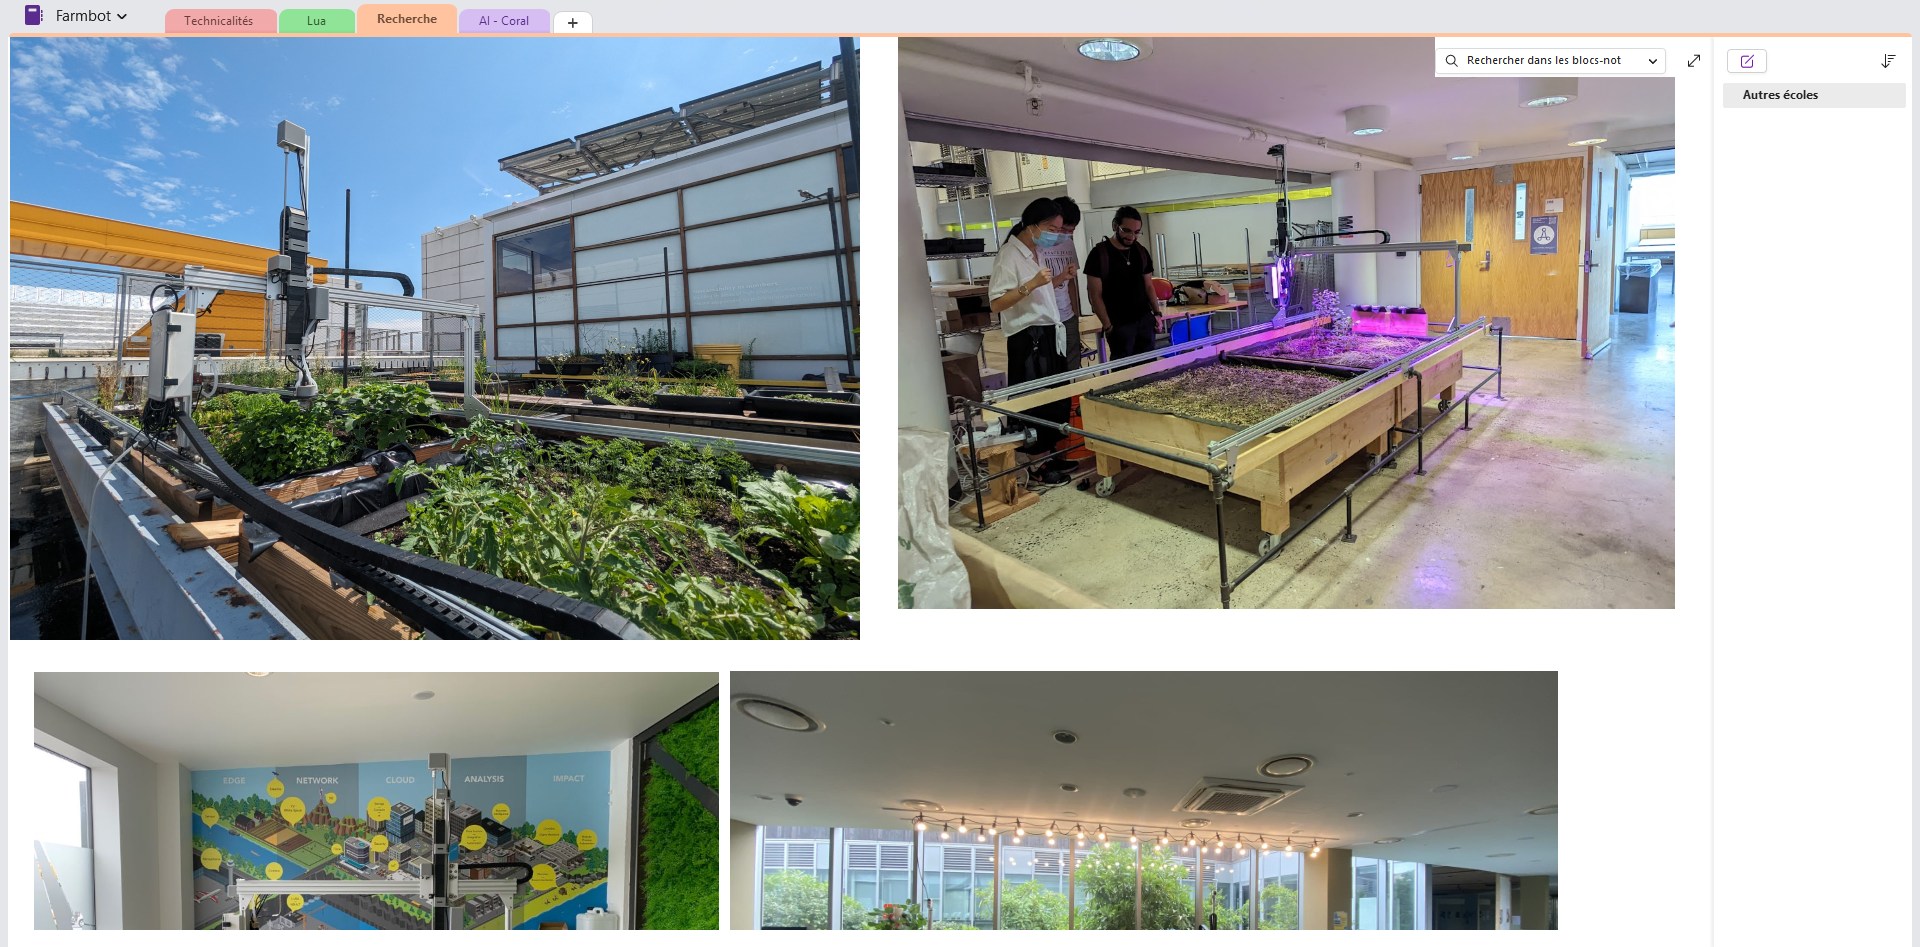 Farmbot
Technicalités
Lua
Recherche
AI - Coral
+
Rechercher dans les blocs-not
Autres écoles
EDGE
NETWORK
CLOUD
ANALYSIS
IMPACT